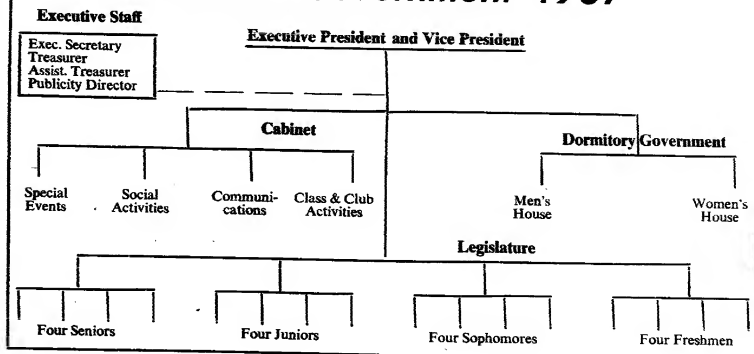 1987
Executive Staff
Exec. Secretary
Treasurer
Assist. Treasurer
Publicity Director
Executive President and Vice President
Cabinet
Dormitory Government
Special
Events
Social
Activities
Communi-
cations
Class & Club
Activities
Men's
House
Women's
House
Legislature
Four Seniors
Four Juniors
Four Sophomores
Four Freshmen